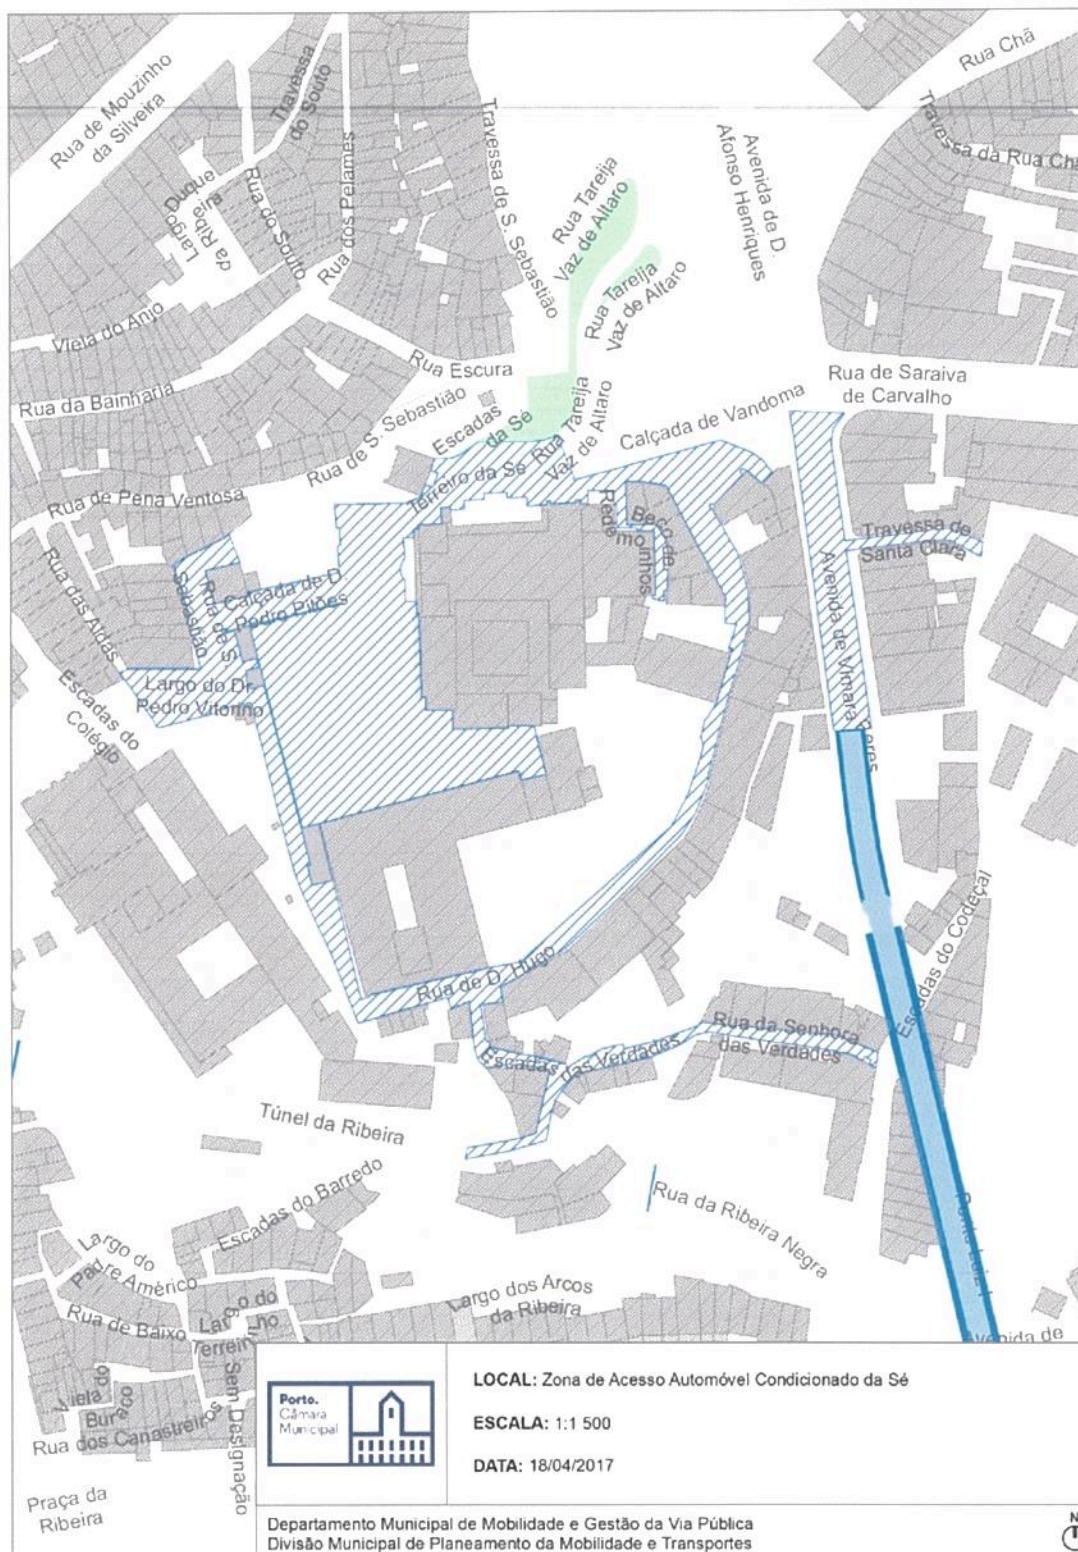 Rua Chã
Rua de Mouzinho
da Silveira
Travessa
do Souto
Travessa de S. Sebastião
Avenida de D.
Afonso Henriques
Travessa da Rua Chã
Largo Duque
da Ribeira
Rua do Souto
Rua dos Pelames
Rua Tareija
Vaz de Altaro
Rua Tareija
Vaz de Altaro
Viela do Anjo
Rua Escura
Rua de Saraiva
de Carvalho
Rua da Bainharia
Rua de S. Sebastião
Escadas
da Sé
Rua Tareija
Vaz de Altaro
Calçada de Vandoma
Terreiro da Sé
Rua de Pena Ventosa
Beco de
Redemoinhos
Travessa de
Santa Clara
Rua das Aldas
Rua de S.
Sebastião
Calçada de D.
Pedro Pitões
Avenida de Vimara Peres
Largo do Dr.
Pedro Vitorino
Escadas do
Colégio
Escadas do Codeçal
Rua de D. Hugo
Escadas das Verdades
Rua da Senhora
das Verdades
Túnel da Ribeira
Escadas do Barredo
Rua da Ribeira Negra
Ponte Luiz I
Largo do
Padre Américo
Largo dos Arcos
da Ribeira
Rua de Baixo
Largo do
Terreirinho
Avenida de
Viela do
Buraco
Rua dos Canastreiros
Sem Designação
Praça da
Ribeira
Porto.
Câmara
Municipal
LOCAL: Zona de Acesso Automóvel Condicionado da Sé
ESCALA: 1:1 500
DATA: 18/04/2017
Departamento Municipal de Mobilidade e Gestão da Via Pública
Divisão Municipal de Planeamento da Mobilidade e Transportes
N